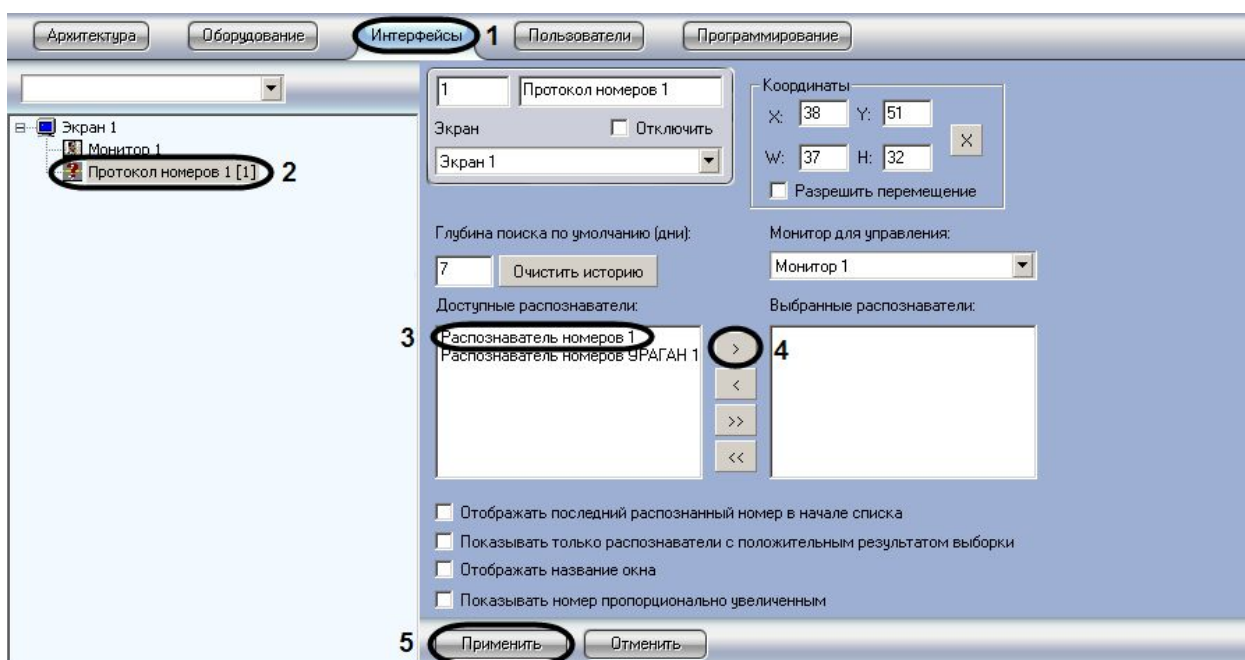 Архитектура Оборудование Интерфейсы 1 Пользователи Программирование
Экран 1
Монитор 1
Протокол номеров 1 [1] 2
1 Протокол номеров 1
Экран Отключить
Экран 1
Координаты
X: 38 Y: 51
X
W: 37 H: 32
Разрешить перемещение
Глубина поиска по умолчанию (дни):
7 Очистить историю
Монитор для управления:
Монитор 1
Доступные распознаватели:
3 Распознаватель номеров 1
Распознаватель номеров УРАГАН 1
> 4
<
>>
<<
Выбранные распознаватели:
Отображать последний распознанный номер в начале списка
Показывать только распознаватели с положительным результатом выборки
Отображать название окна
Показывать номер пропорционально увеличенным
5 Применить Отменить